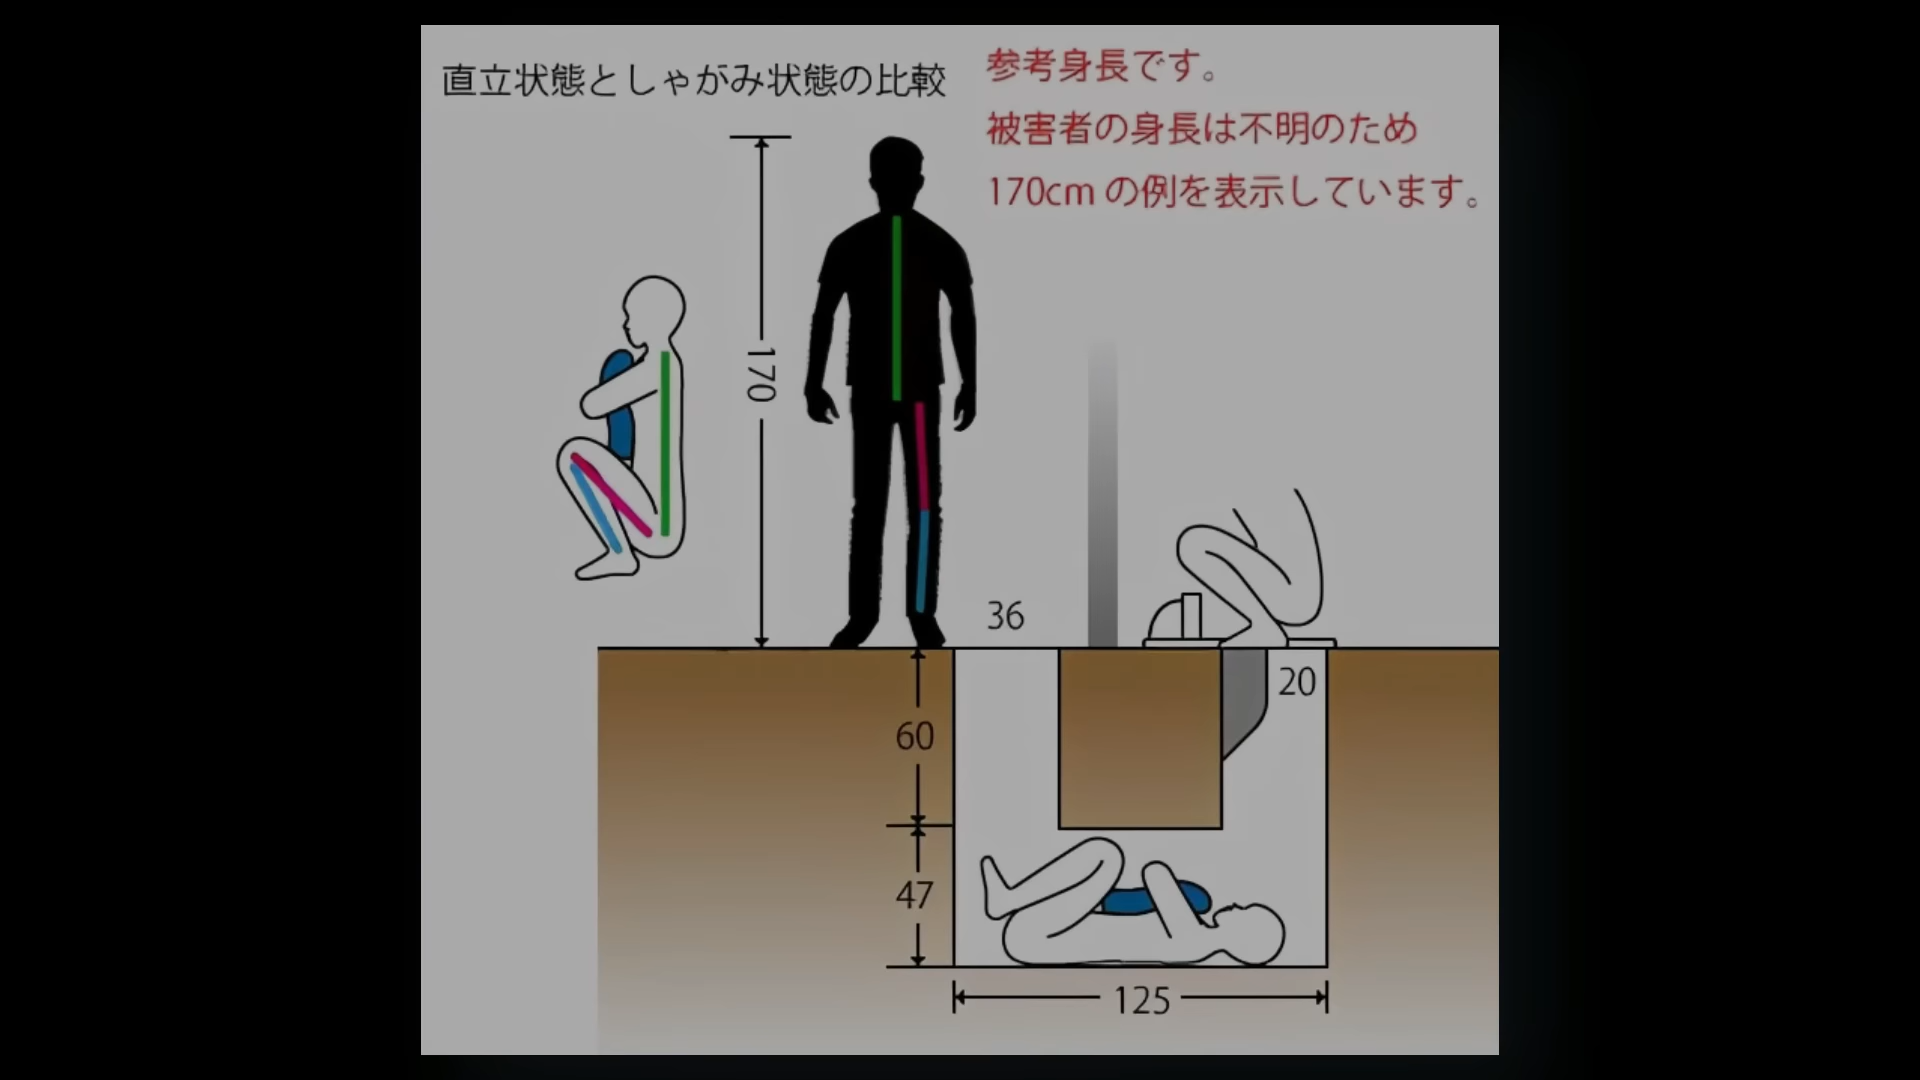 直立状態としゃがみ状態の比較
参考身長です。
被害者の身長は不明のため
170cm の例を表示しています。
170
36
20
60
47
125